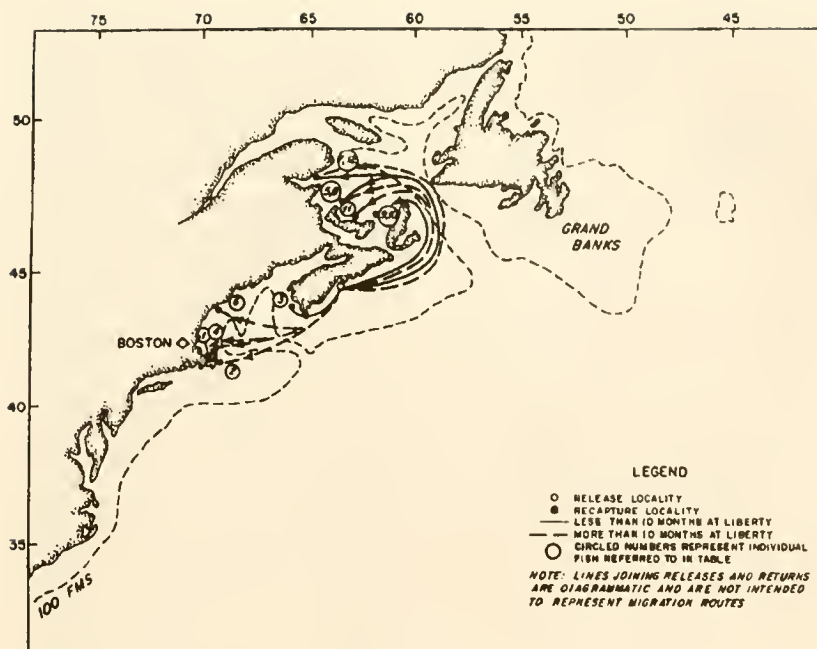 75 70 65 60 55 50 45
50
45
40
35
GRAND
BANKS
BOSTON
100 FMS
LEGEND
RELEASE LOCALITY
RECAPTURE LOCALITY
LESS THAN 10 MONTHS AT LIBERTY
MORE THAN 10 MONTHS AT LIBERTY
CIRCLED NUMBERS REPRESENT INDIVIDUAL
FISH REFERRED TO IN TABLE
NOTE: LINES JOINING RELEASES AND RETURNS
ARE DIAGRAMMATIC AND ARE NOT INTENDED
TO REPRESENT MIGRATION ROUTES